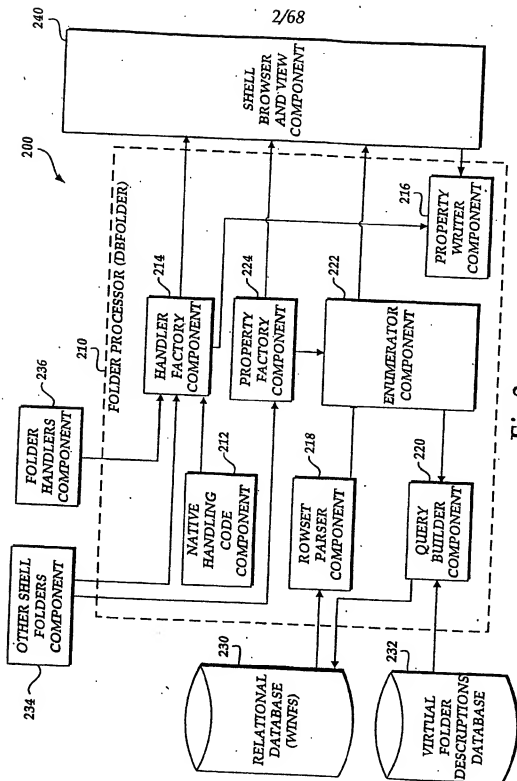 2/68
200
240
SHELL
BROWSER
AND VIEW
COMPONENT
210
FOLDER PROCESSOR (DBFOLDER)
236
FOLDER
HANDLERS
COMPONENT
OTHER SHELL
FOLDERS
COMPONENT
234
214
HANDLER
FACTORY
COMPONENT
NATIVE
HANDLING
CODE
COMPONENT
212
224
PROPERTY
FACTORY
COMPONENT
216
PROPERTY
WRITER
COMPONENT
222
ENUMERATOR
COMPONENT
218
ROWSET
PARSER
COMPONENT
220
QUERY
BUILDER
COMPONENT
230
RELATIONAL
DATABASE
(WINFS)
232
VIRTUAL
FOLDER
DESCRIPTIONS
DATABASE